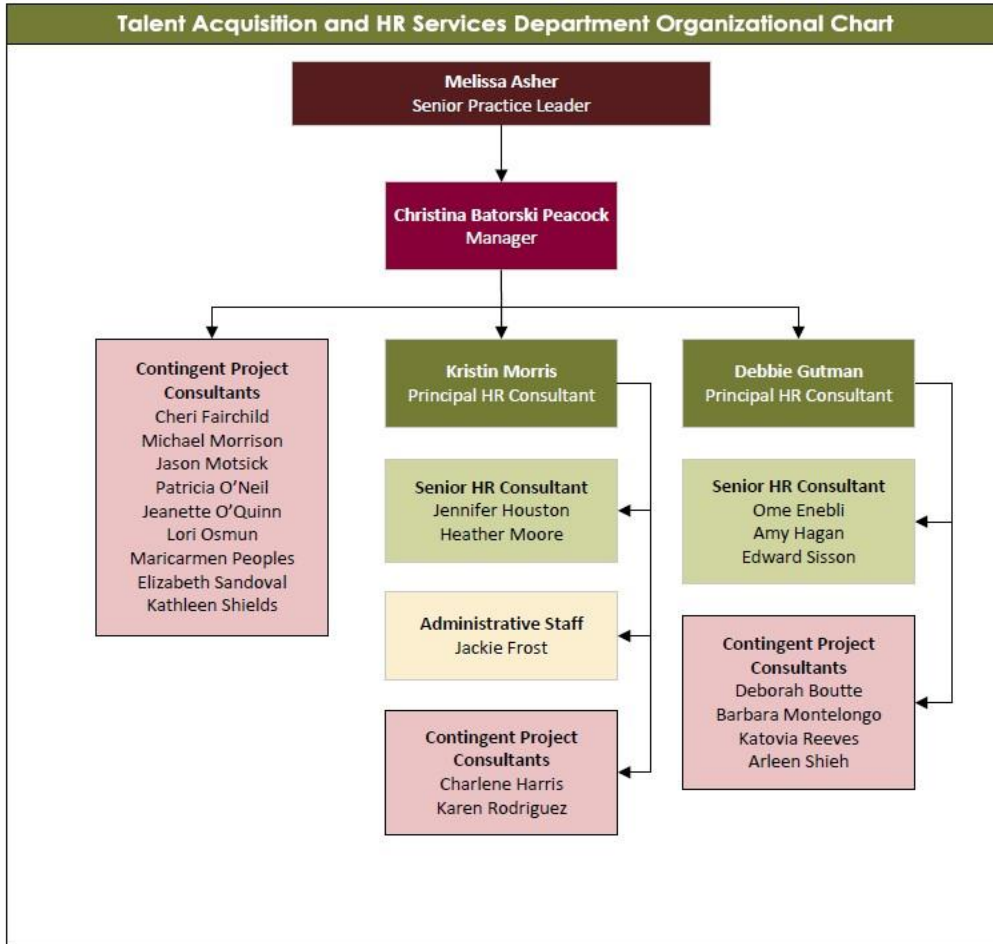 Talent Acquisition and HR Services Department Organizational Chart
Melissa Asher
Senior Practice Leader
Christina Batorski Peacock
Manager
Contingent Project
Consultants
Cheri Fairchild
Michael Morrison
Jason Motsick
Patricia O’Neil
Jeanette O’Quinn
Lori Osmun
Maricarmen Peoples
Elizabeth Sandoval
Kathleen Shields
Kristin Morris
Principal HR Consultant
Senior HR Consultant
Jennifer Houston
Heather Moore
Administrative Staff
Jackie Frost
Contingent Project
Consultants
Charlene Harris
Karen Rodriguez
Debbie Gutman
Principal HR Consultant
Senior HR Consultant
Ome Enebli
Amy Hagan
Edward Sisson
Contingent Project
Consultants
Deborah Boutte
Barbara Montelongo
Katovia Reeves
Arleen Shieh